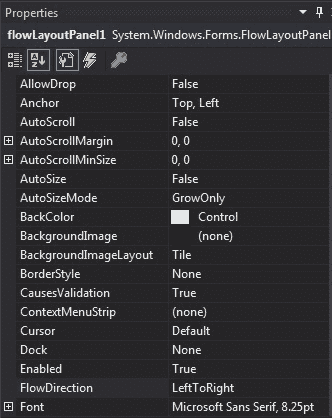 Properties
flowLayoutPanel1 System.Windows.Forms.FlowLayoutPanel
AllowDrop False
Anchor Top, Left
AutoScroll False
AutoScrollMargin 0, 0
AutoScrollMinSize 0, 0
AutoSize False
AutoSizeMode GrowOnly
BackColor Control
BackgroundImage (none)
BackgroundImageLayout Tile
BorderStyle None
CausesValidation True
ContextMenuStrip (none)
Cursor Default
Dock None
Enabled True
FlowDirection LeftToRight
Font Microsoft Sans Serif, 8.25pt